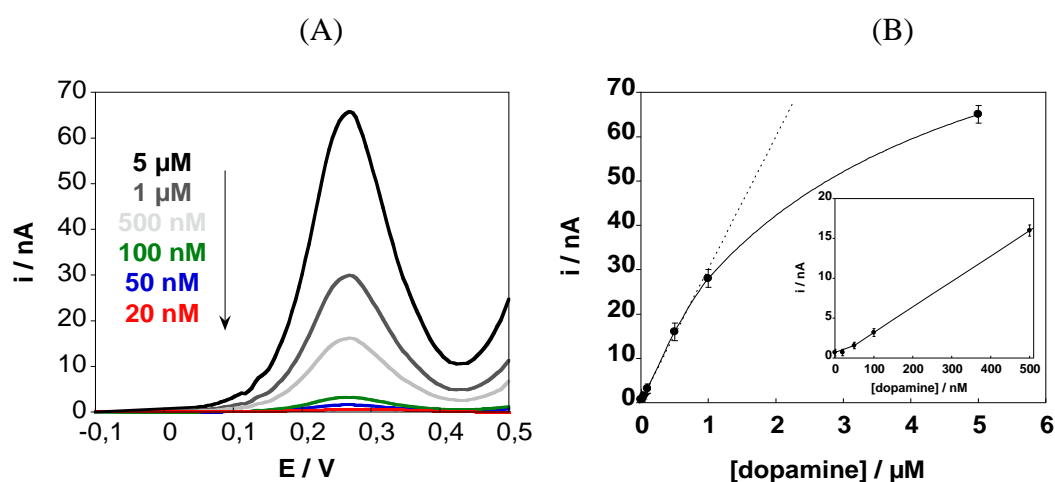 (A)
(B)
70
60
50
40
30
20
10
0
i / nA
5 µM
1 µM
500 nM
100 nM
50 nM
20 nM
-0,1
0
0,1
0,2
0,3
0,4
0,5
E / V
70
60
50
40
30
20
10
0
i / nA
20
15
10
5
0
i / nA
0
100
200
300
400
500
[dopamine] / nM
0
1
2
3
4
5
6
[dopamine] / µM